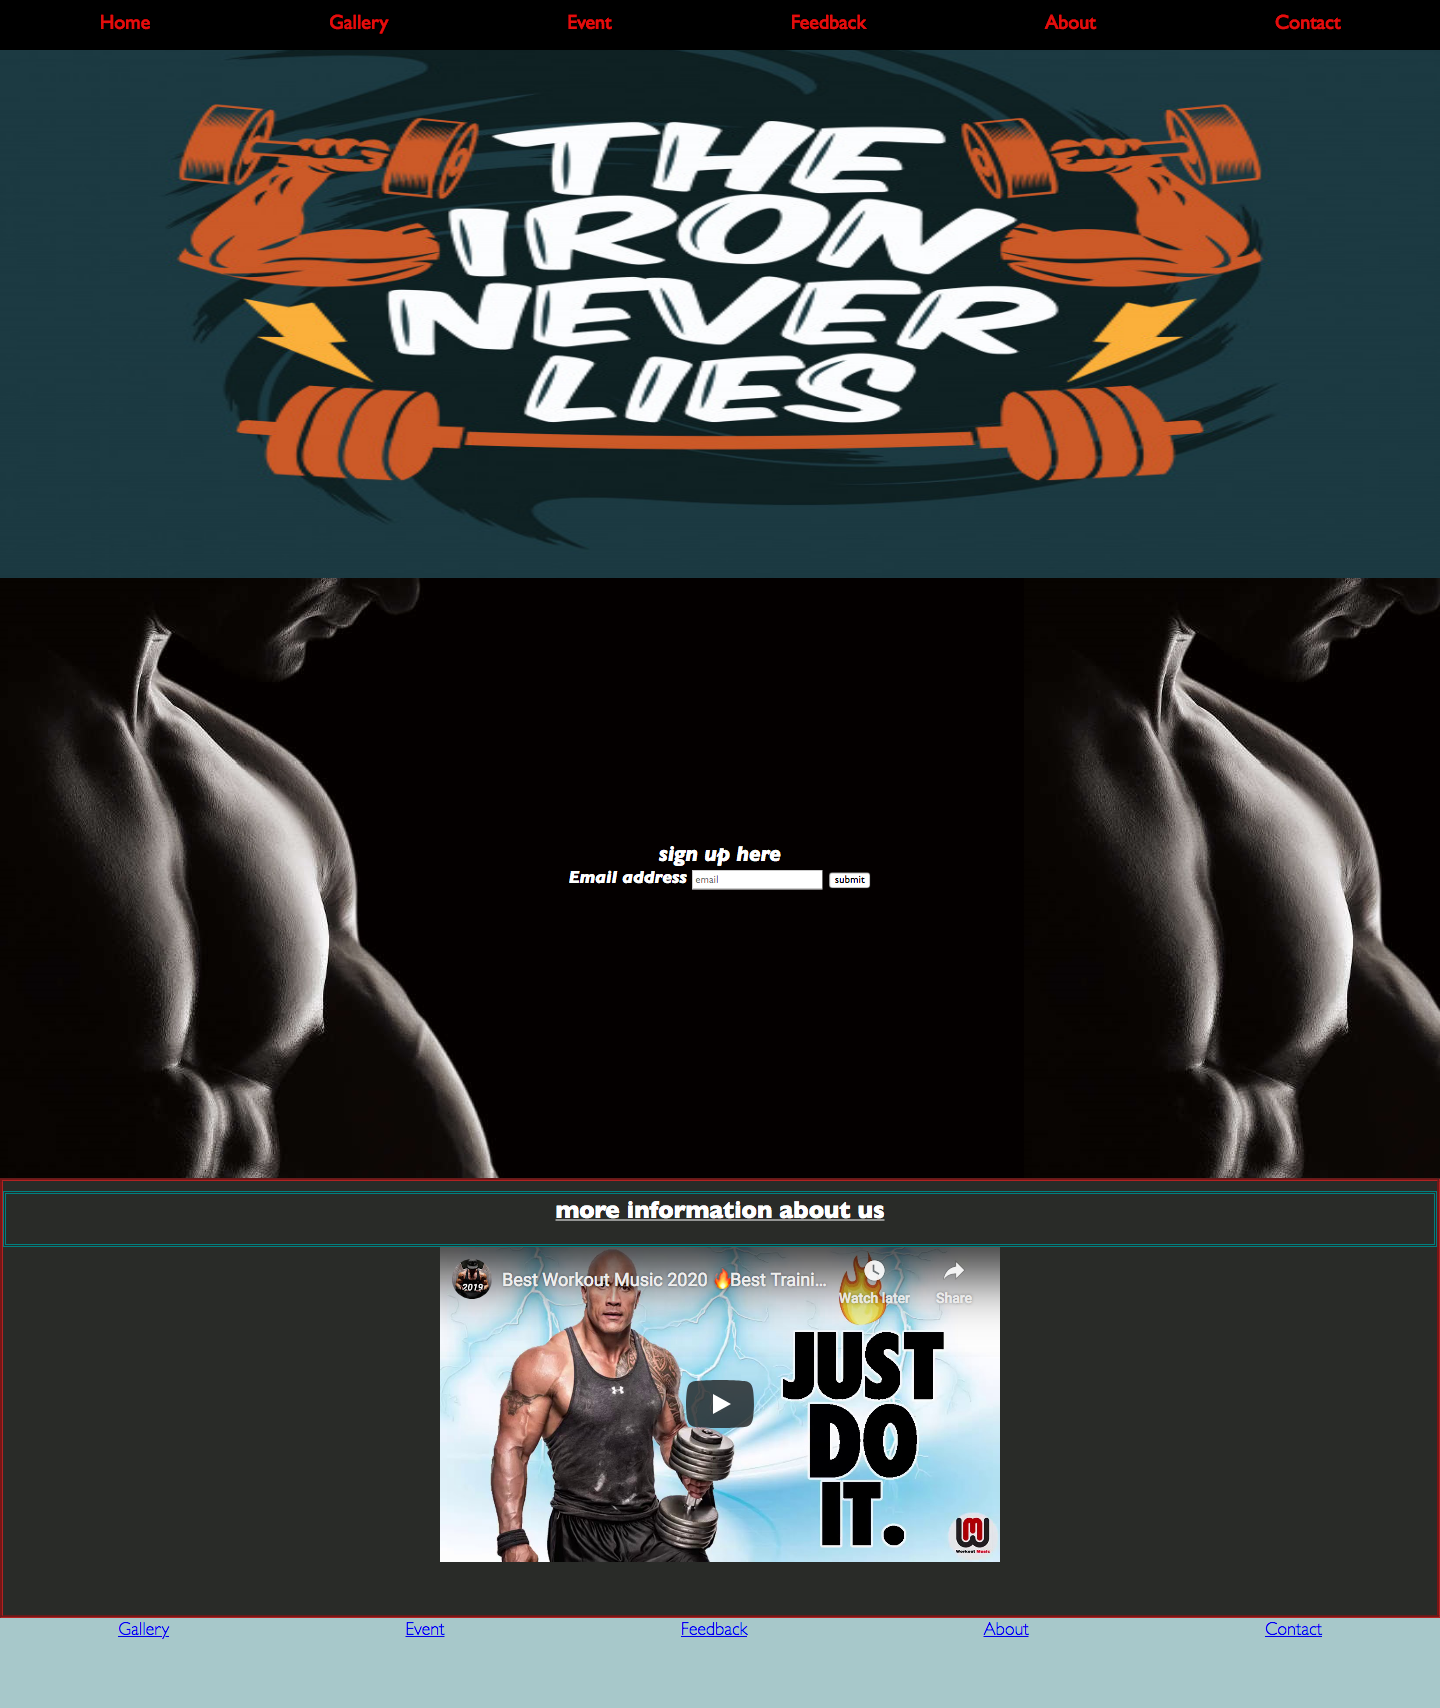 Home Gallery Event Feedback About Contact
THE
IRON
NEVER
LIES
sign up here
Email address email submit
more information about us
2019 Best Workout Music 2020 🔥Best Traini...
Watch later Share
JUST
DO
IT.
Workout Music
Gallery Event Feedback About Contact